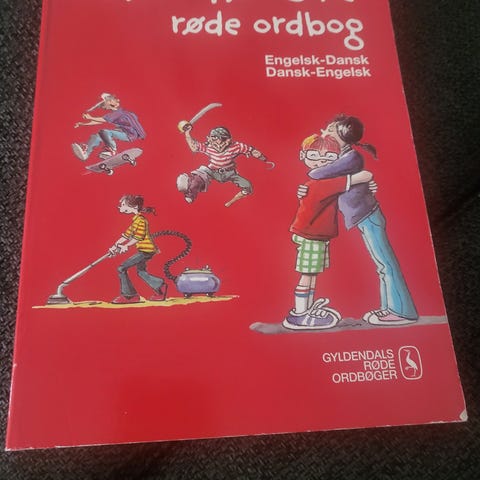 røde ordbog
Engelsk-Dansk
Dansk-Engelsk
GYLDENDALS
RØDE
ORDBØGER